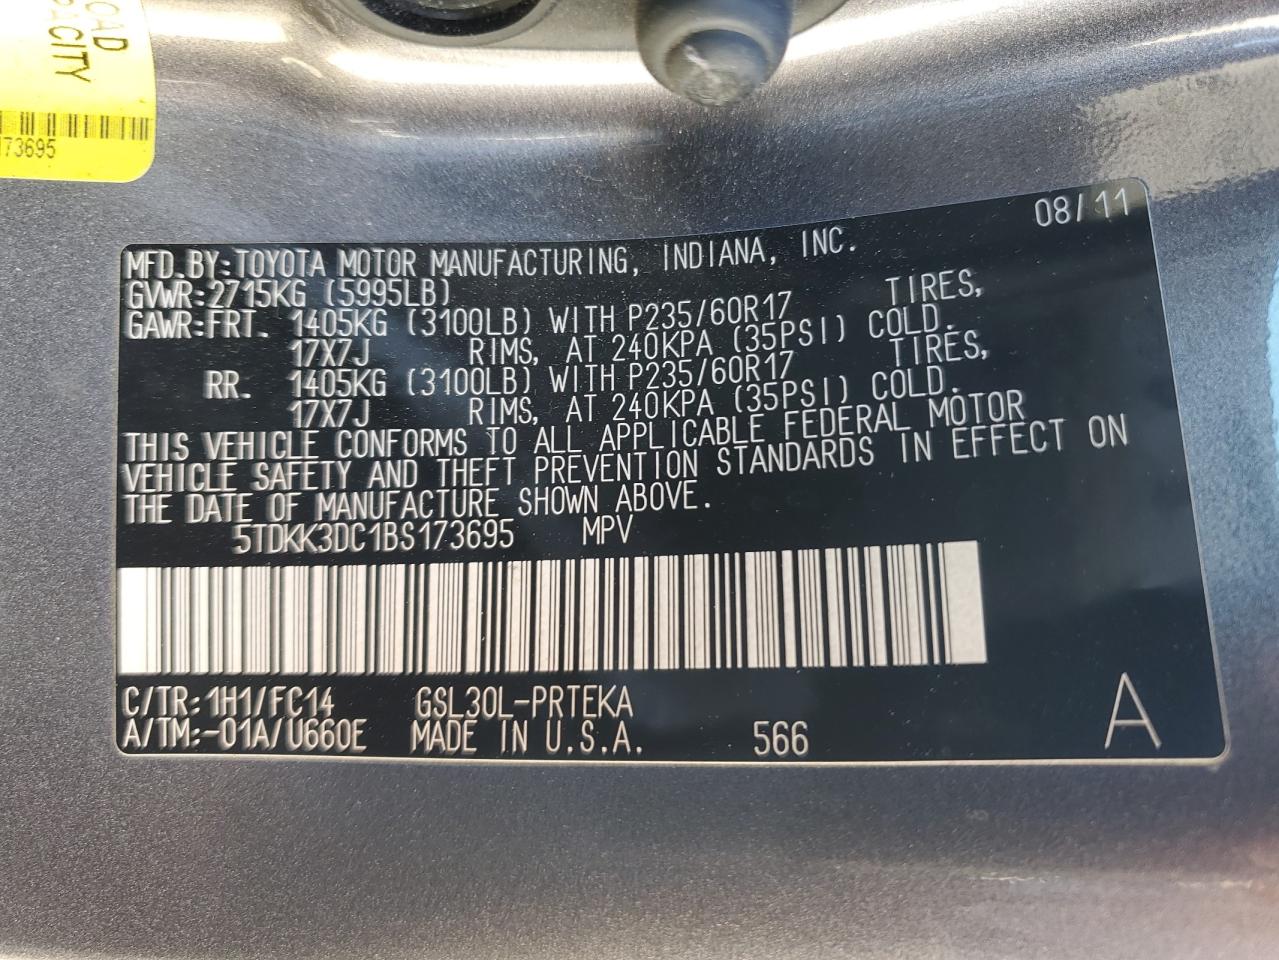 OAD
PACITY
173695
08/11
MFD.BY:TOYOTA MOTOR MANUFACTURING, INDIANA, INC.
GVWR:2715KG (5995LB)
GAWR:FRT. 1405KG (3100LB) WITH P235/60R17 TIRES,
17X7J RIMS, AT 240KPA (35PSI) COLD.
RR. 1405KG (3100LB) WITH P235/60R17 TIRES,
17X7J RIMS, AT 240KPA (35PSI) COLD.
THIS VEHICLE CONFORMS TO ALL APPLICABLE FEDERAL MOTOR
VEHICLE SAFETY AND THEFT PREVENTION STANDARDS IN EFFECT ON
THE DATE OF MANUFACTURE SHOWN ABOVE.
5TDKK3DC1BS173695 MPV
C/TR:1H1/FC14 GSL30L-PRTEKA
A/TM:-01A/U660E MADE IN U.S.A. 566
A